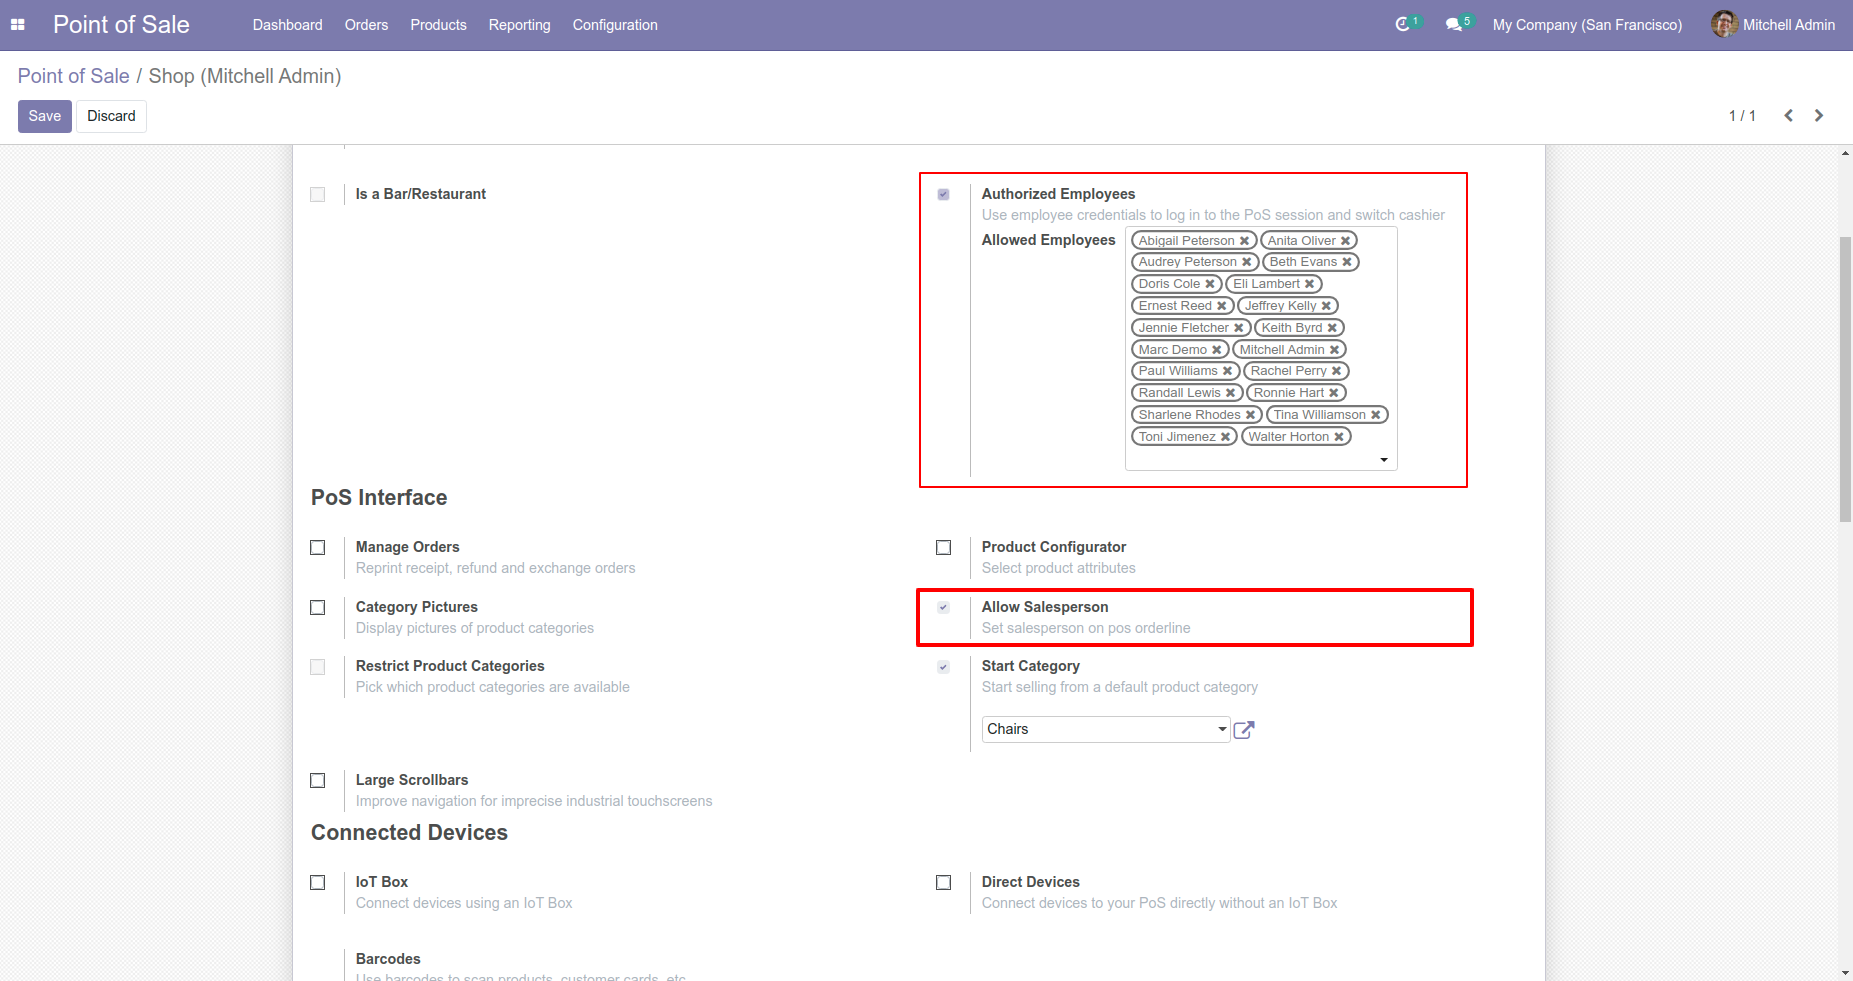 Point of Sale Dashboard Orders Products Reporting Configuration 1 5 My Company (San Francisco) Mitchell Admin
Point of Sale / Shop (Mitchell Admin)
Save Discard 1 / 1
Is a Bar/Restaurant
Authorized Employees
Use employee credentials to log in to the PoS session and switch cashier
Allowed Employees
Abigail Peterson Anita Oliver
Audrey Peterson Beth Evans
Doris Cole Eli Lambert
Ernest Reed Jeffrey Kelly
Jennie Fletcher Keith Byrd
Marc Demo Mitchell Admin
Paul Williams Rachel Perry
Randall Lewis Ronnie Hart
Sharlene Rhodes Tina Williamson
Toni Jimenez Walter Horton
PoS Interface
Manage Orders
Reprint receipt, refund and exchange orders
Product Configurator
Select product attributes
Category Pictures
Display pictures of product categories
Allow Salesperson
Set salesperson on pos orderline
Restrict Product Categories
Pick which product categories are available
Start Category
Start selling from a default product category
Chairs
Large Scrollbars
Improve navigation for imprecise industrial touchscreens
Connected Devices
IoT Box
Connect devices using an IoT Box
Direct Devices
Connect devices to your PoS directly without an IoT Box
Barcodes
Use barcodes to scan products, customer cards, etc.